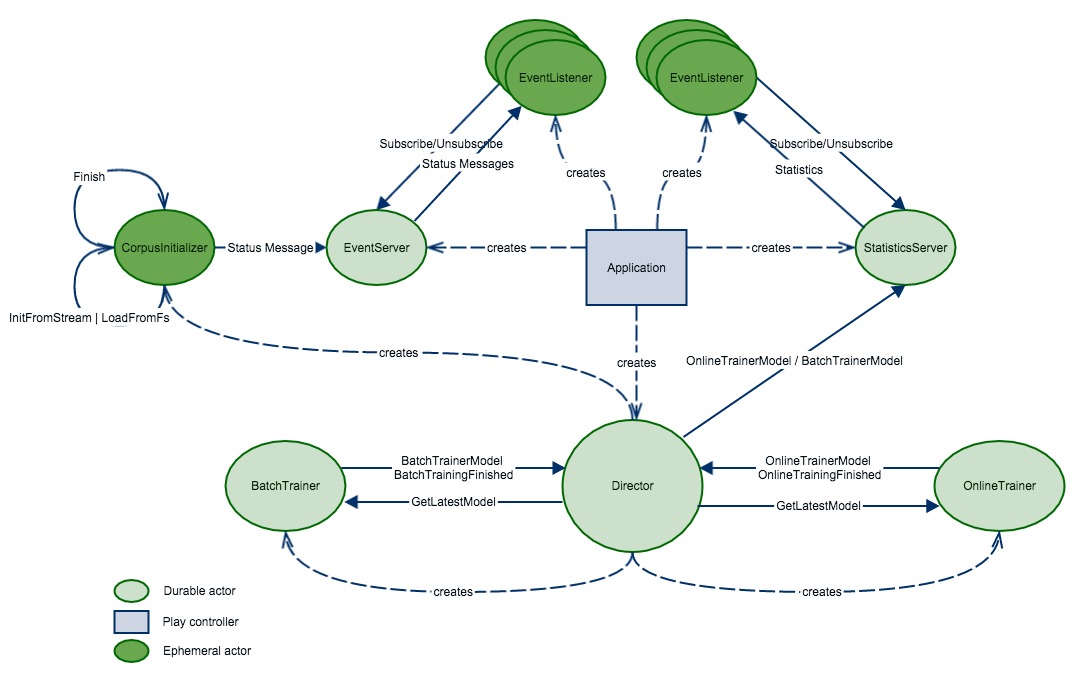 EventListener
EventListener
Subscribe/Unsubscribe
Subscribe/Unsubscribe
Status Messages
Statistics
creates
creates
Finish
CorpusInitializer
Status Message
EventServer
creates
Application
creates
StatisticsServer
InitFromStream | LoadFromFs
creates
creates
OnlineTrainerModel / BatchTrainerModel
BatchTrainer
BatchTrainerModel
BatchTrainingFinished
GetLatestModel
Director
OnlineTrainerModel
OnlineTrainingFinished
GetLatestModel
OnlineTrainer
creates
creates
Durable actor
Play controller
Ephemeral actor